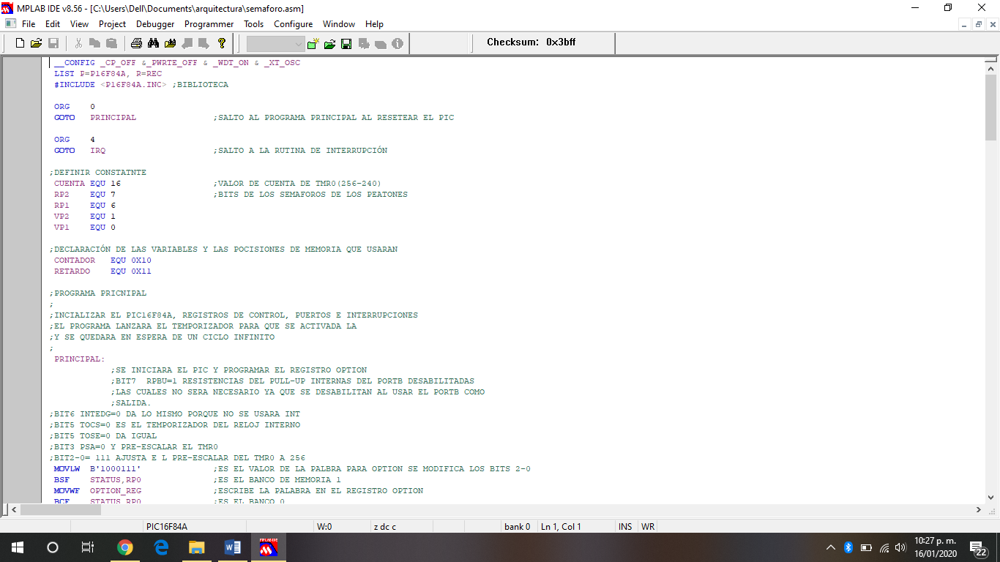 MPLAB IDE v8.56 - [C:\Users\Dell\Documents\arquitectura\semaforo.asm]
File Edit View Project Debugger Programmer Tools Configure Window Help
Checksum: 0x3bff
__CONFIG _CP_OFF &_PWRTE_OFF & _WDT_ON & _XT_OSC
LIST P=P16F84A, R=REC
#INCLUDE <P16F84A.INC> ;BIBLIOTECA
ORG 0
GOTO PRINCIPAL ;SALTO AL PROGRAMA PRINCIPAL AL RESETEAR EL PIC
ORG 4
GOTO IRQ ;SALTO A LA RUTINA DE INTERRUPCIÓN
;DEFINIR CONSTATNTE
CUENTA EQU 16 ;VALOR DE CUENTA DE TMR0(256-240)
RP2 EQU 7 ;BITS DE LOS SEMAFOROS DE LOS PEATONES
RP1 EQU 6
VP2 EQU 1
VP1 EQU 0
;DECLARACIÓN DE LAS VARIABLES Y LAS POCISIONES DE MEMORIA QUE USARAN
CONTADOR EQU 0X10
RETARDO EQU 0X11
;PROGRAMA PRICNIPAL
;
;INCIALIZAR EL PIC16F84A, REGISTROS DE CONTROL, PUERTOS E INTERRUPCIONES
;EL PROGRAMA LANZARA EL TEMPORIZADOR PARA QUE SE ACTIVADA LA
;Y SE QUEDARA EN ESPERA DE UN CICLO INFINITO
;
PRINCIPAL:
;SE INICIARA EL PIC Y PROGRAMAR EL REGISTRO OPTION
;BIT7 RPBU=1 RESISTENCIAS DEL PULL-UP INTERNAS DEL PORTB DESABILITADAS
;LAS CUALES NO SERA NECESARIO YA QUE SE DESABILITAN AL USAR EL PORTB COMO
;SALIDA.
;BIT6 INTEDG=0 DA LO MISMO PORQUE NO SE USARA INT
;BIT5 TOCS=0 ES EL TEMPORIZADOR DEL RELOJ INTERNO
;BIT5 TOSE=0 DA IGUAL
;BIT3 PSA=0 Y PRE-ESCALAR EL TMR0
;BIT2-0= 111 AJUSTA E L PRE-ESCALAR DEL TMR0 A 256
MOVLW B'1000111' ;ES EL VALOR DE LA PALBRA PARA OPTION SE MODIFICA LOS BITS 2-0
BSF STATUS,RP0 ;ES EL BANCO DE MEMORIA 1
MOVWF OPTION_REG ;ESCRIBE LA PALABRA EN EL REGISTRO OPTION
BCF STATUS,RP0 ;ES EL BANCO 0
PIC16F84A W:0 z dc c bank 0 Ln 1, Col 1 INS WR
10:27 p. m.
16/01/2020
22